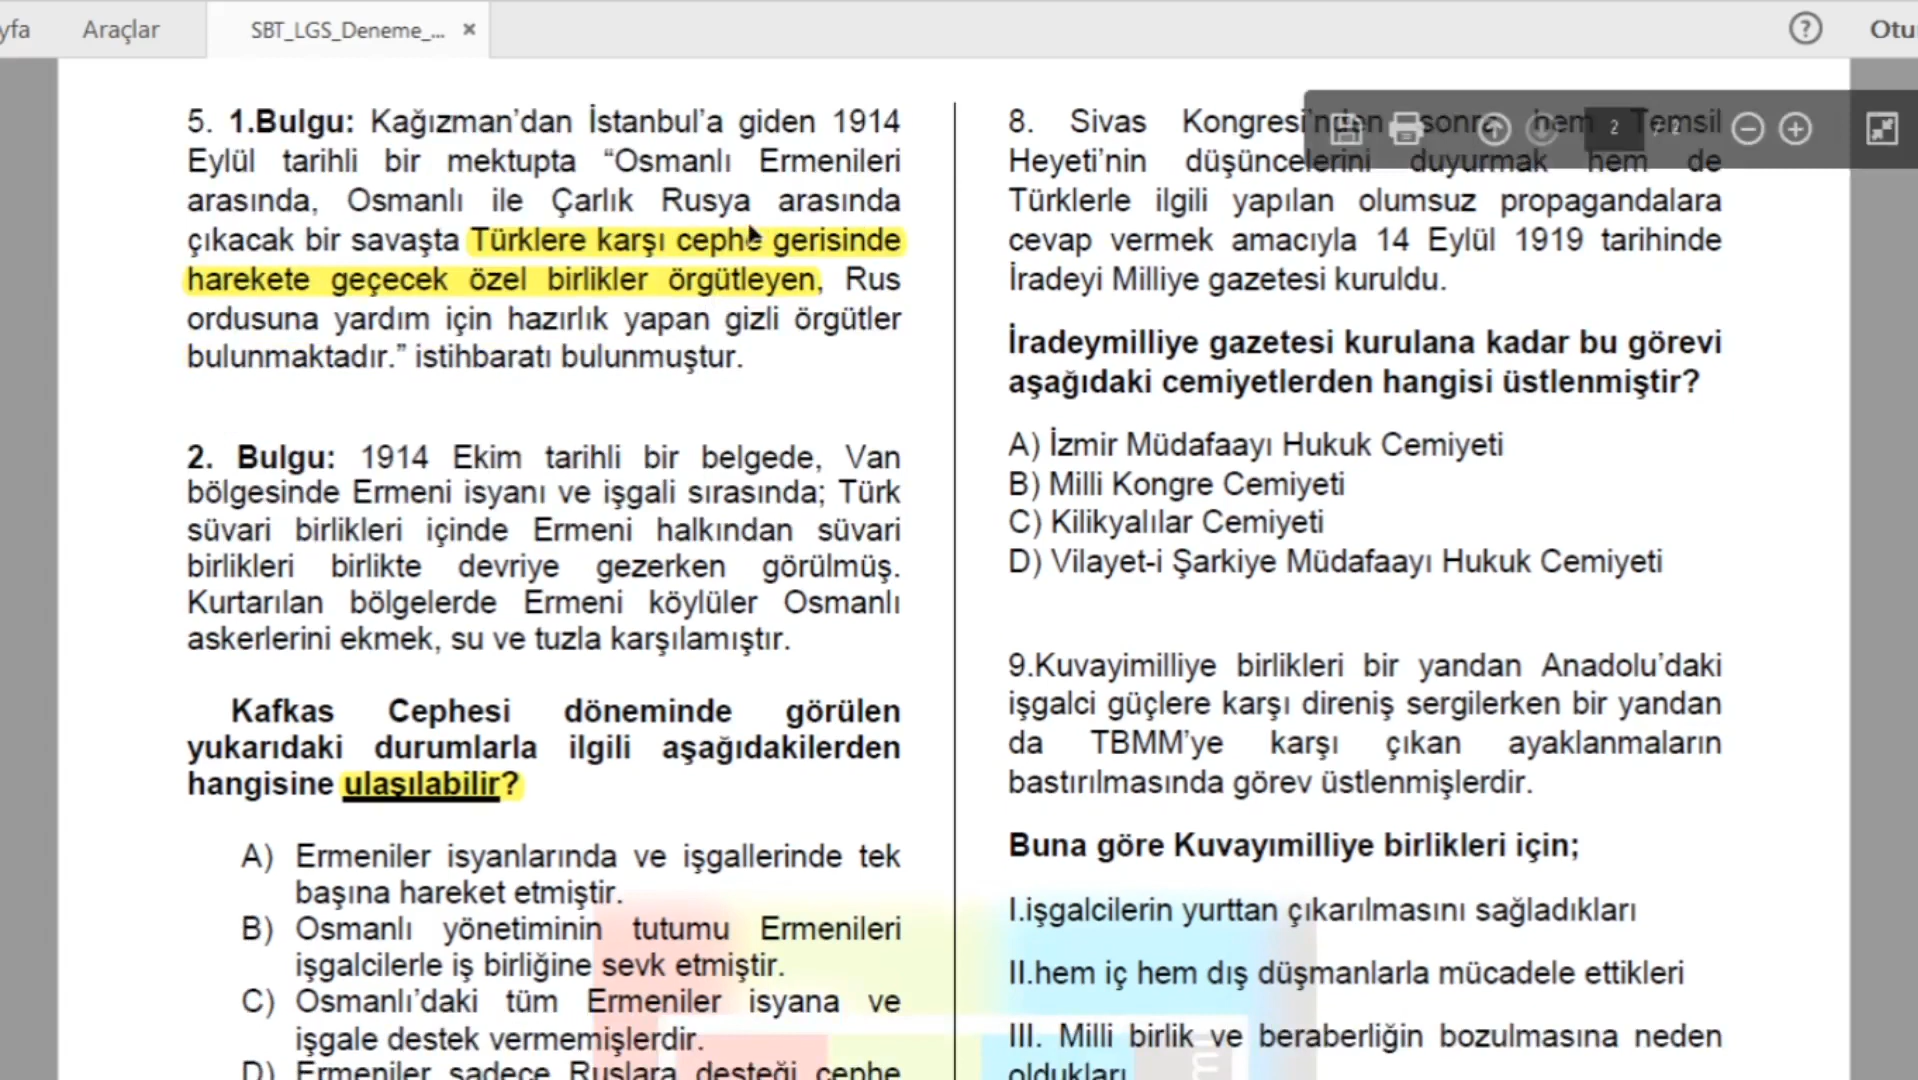 yfa
Araçlar
SBT_LGS_Deneme_... ×
?
Otu
2 / 2
5. 1.Bulgu: Kağızman’dan İstanbul’a giden 1914
Eylül tarihli bir mektupta “Osmanlı Ermenileri
arasında, Osmanlı ile Çarlık Rusya arasında
çıkacak bir savaşta Türklere karşı cephe gerisinde
harekete geçecek özel birlikler örgütleyen, Rus
ordusuna yardım için hazırlık yapan gizli örgütler
bulunmaktadır.” istihbaratı bulunmuştur.
2. Bulgu: 1914 Ekim tarihli bir belgede, Van
bölgesinde Ermeni isyanı ve işgali sırasında; Türk
süvari birlikleri içinde Ermeni halkından süvari
birlikleri birlikte devriye gezerken görülmüş.
Kurtarılan bölgelerde Ermeni köylüler Osmanlı
askerlerini ekmek, su ve tuzla karşılamıştır.
Kafkas Cephesi döneminde görülen
yukarıdaki durumlarla ilgili aşağıdakilerden
hangisine ulaşılabilir?
A) Ermeniler isyanlarında ve işgallerinde tek
başına hareket etmiştir.
B) Osmanlı yönetiminin tutumu Ermenileri
işgalcilerle iş birliğine sevk etmiştir.
C) Osmanlı’daki tüm Ermeniler isyana ve
işgale destek vermemişlerdir.
D) Ermeniler sadece Ruslara desteği cephe
8. Sivas Kongresi’nden sonra hem Temsil
Heyeti’nin düşüncelerini duyurmak hem de
Türklerle ilgili yapılan olumsuz propagandalara
cevap vermek amacıyla 14 Eylül 1919 tarihinde
İradeyi Milliye gazetesi kuruldu.
İradeymilliye gazetesi kurulana kadar bu görevi
aşağıdaki cemiyetlerden hangisi üstlenmiştir?
A) İzmir Müdafaayı Hukuk Cemiyeti
B) Milli Kongre Cemiyeti
C) Kilikyalılar Cemiyeti
D) Vilayet-i Şarkiye Müdafaayı Hukuk Cemiyeti
9.Kuvayimilliye birlikleri bir yandan Anadolu’daki
işgalci güçlere karşı direniş sergilerken bir yandan
da TBMM’ye karşı çıkan ayaklanmaların
bastırılmasında görev üstlenmişlerdir.
Buna göre Kuvayımilliye birlikleri için;
I.işgalcilerin yurttan çıkarılmasını sağladıkları
II.hem iç hem dış düşmanlarla mücadele ettikleri
III. Milli birlik ve beraberliğin bozulmasına neden
oldukları